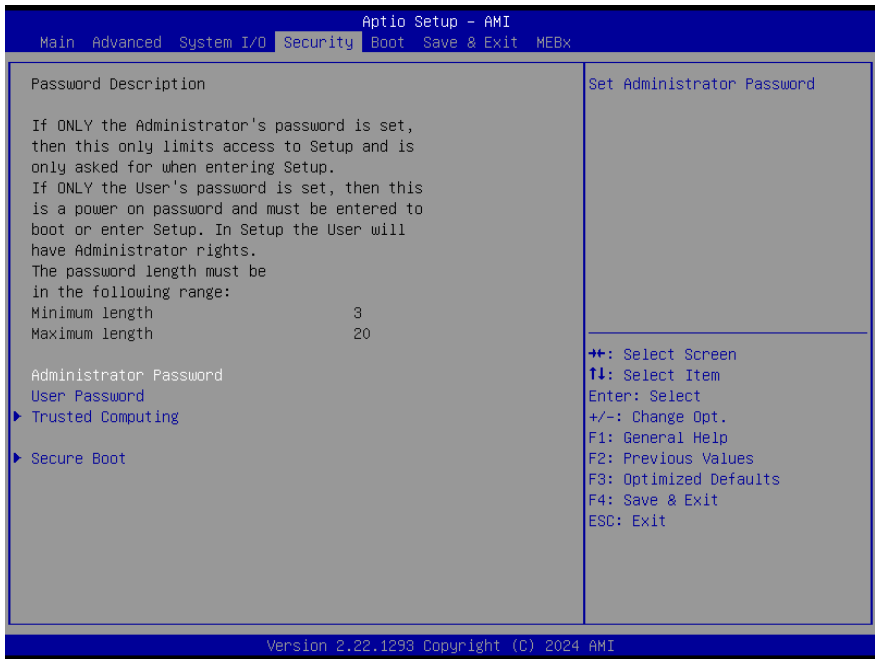 Aptio Setup – AMI
Main Advanced System I/O Security Boot Save & Exit MEBx
Password Description
If ONLY the Administrator's password is set,
then this only limits access to Setup and is
only asked for when entering Setup.
If ONLY the User's password is set, then this
is a power on password and must be entered to
boot or enter Setup. In Setup the User will
have Administrator rights.
The password length must be
in the following range:
Minimum length 3
Maximum length 20
Administrator Password
User Password
Trusted Computing
Secure Boot
Set Administrator Password
→←: Select Screen
↑↓: Select Item
Enter: Select
+/-: Change Opt.
F1: General Help
F2: Previous Values
F3: Optimized Defaults
F4: Save & Exit
ESC: Exit
Version 2.22.1293 Copyright (C) 2024 AMI